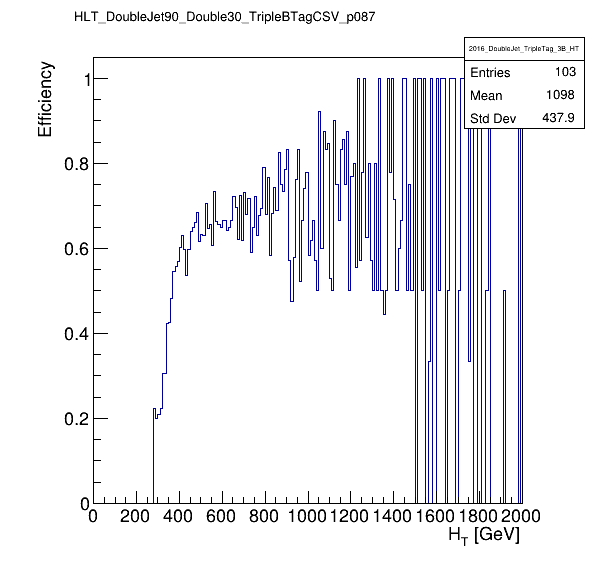 HLT_DoubleJet90_Double30_TripleBTagCSV_p087
2016_DoubleJet_TripleTag_3B_HT
Entries 103
Mean 1098
Std Dev 437.9
Efficiency
1
0.8
0.6
0.4
0.2
0
0 200 400 600 800 1000 1200 1400 1600 1800 2000
H_T [GeV]